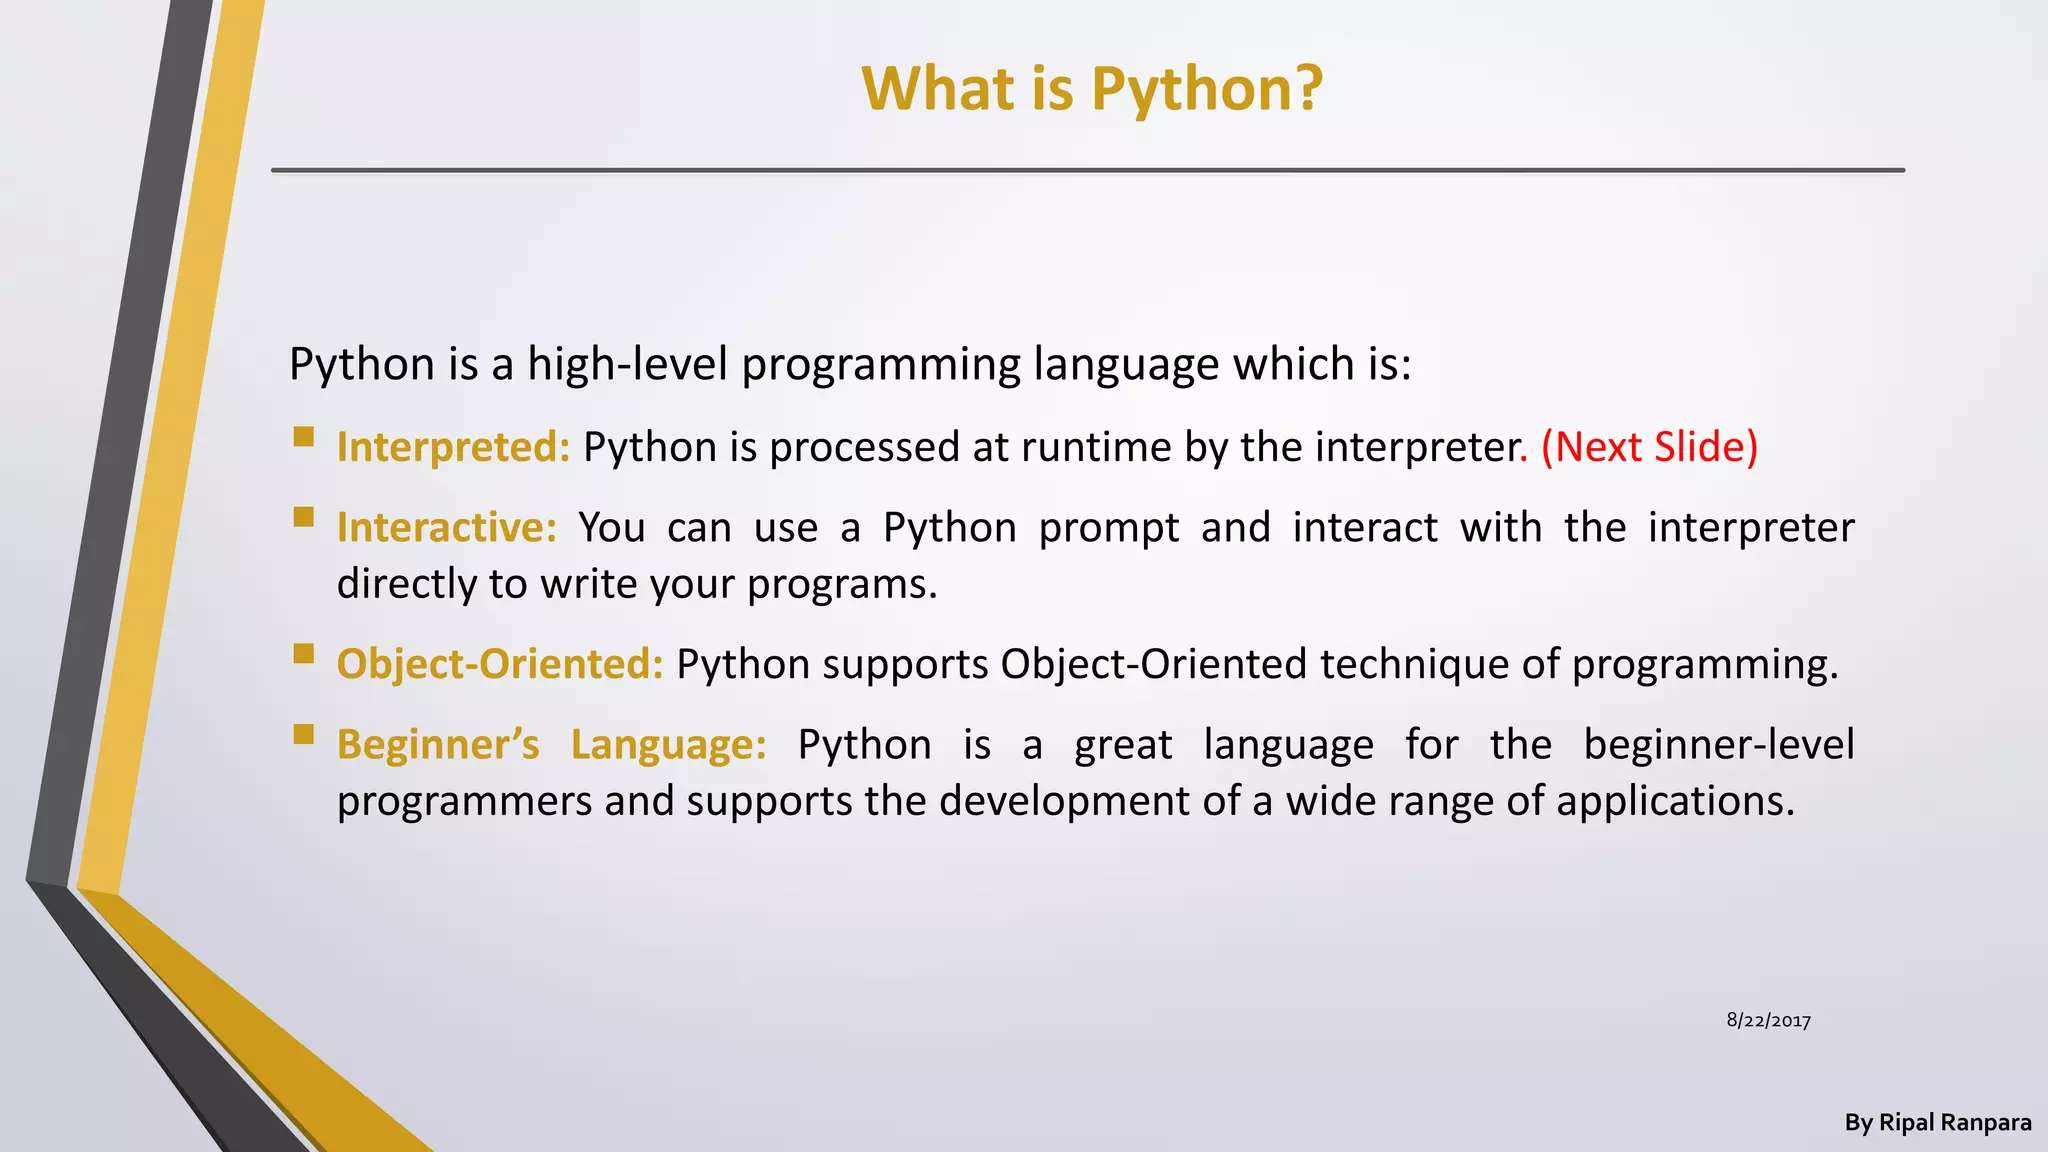 What is Python?
Python is a high-level programming language which is:
▪ Interpreted: Python is processed at runtime by the interpreter. (Next Slide)
▪ Interactive: You can use a Python prompt and interact with the interpreter
directly to write your programs.
▪ Object-Oriented: Python supports Object-Oriented technique of programming.
▪ Beginner’s Language: Python is a great language for the beginner-level
programmers and supports the development of a wide range of applications.
8/22/2017
By Ripal Ranpara